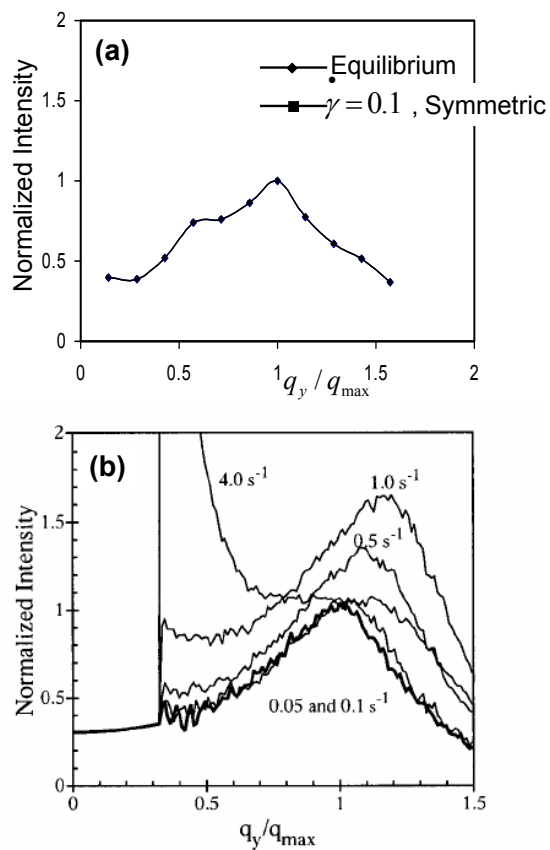 (a)
Equilibrium
γ̇ = 0.1 , Symmetric
Normalized Intensity
2
1.5
1
0.5
0
0 0.5 1 1.5 2
q_y / q_max
(b)
4.0 s⁻¹
1.0 s⁻¹
0.5 s⁻¹
0.05 and 0.1 s⁻¹
Normalized Intensity
2
1.5
1
0.5
0
0 0.5 1 1.5
q_y/q_max